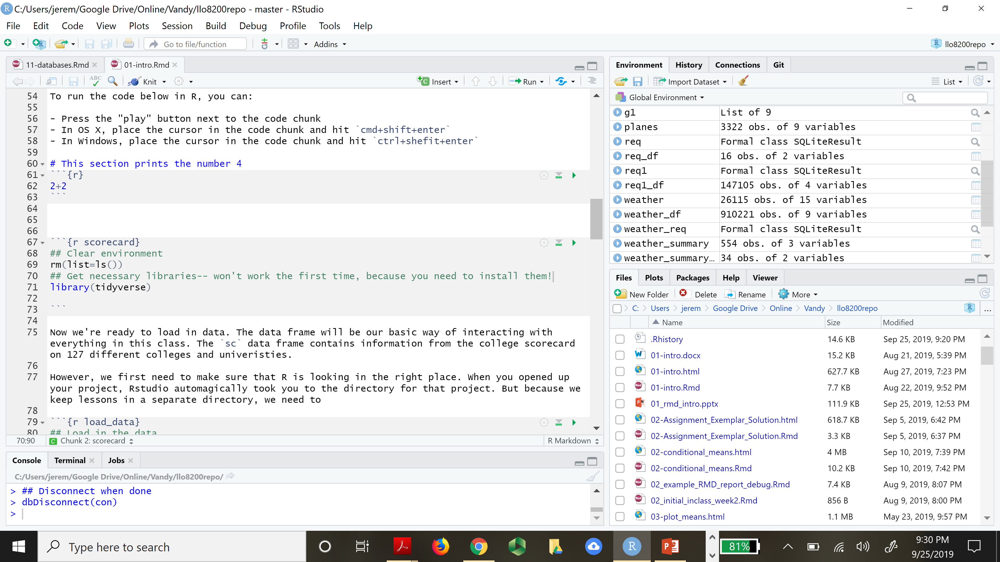 C:/Users/jerem/Google Drive/Online/Vandy/llo8200repo - master - RStudio
File Edit Code View Plots Session Build Debug Profile Tools Help
Go to file/function Addins llo8200repo
11-databases.Rmd 01-intro.Rmd
ABC Knit Insert Run
54 To run the code below in R, you can:
55
56 - Press the "play" button next to the code chunk
57 - In OS X, place the cursor in the code chunk and hit `cmd+shift+enter`
58 - In Windows, place the cursor in the code chunk and hit `ctrl+shefit+enter`
59
60 # This section prints the number 4
61 ```{r}
62 2+2
63 ```
64
65
66
67 ```{r scorecard}
68 ## Clear environment
69 rm(list=ls())
70 ## Get necessary libraries-- won't work the first time, because you need to install them!
71 library(tidyverse)
72
73 ```
74
75 Now we're ready to load in data. The data frame will be our basic way of interacting with
everything in this class. The `sc` data frame contains information from the college scorecard
on 127 different colleges and univeristies.
76
77 However, we first need to make sure that R is looking in the right place. When you opened up
your project, Rstudio automagically took you to the directory for that project. But because we
keep lessons in a separate directory, we need to
78
79 ```{r load_data}
80 ## Load in the data
70:90 Chunk 2: scorecard R Markdown
Console Terminal Jobs
C:/Users/jerem/Google Drive/Online/Vandy/llo8200repo/
> ## Disconnect when done
> dbDisconnect(con)
>
Environment History Connections Git
Import Dataset List
Global Environment
g1 List of 9
planes 3322 obs. of 9 variables
req Formal class SQLiteResult
req_df 16 obs. of 2 variables
req1 Formal class SQLiteResult
req1_df 147105 obs. of 4 variables
weather 26115 obs. of 15 variables
weather_df 910221 obs. of 9 variables
weather_req Formal class SQLiteResult
weather_summary 554 obs. of 3 variables
weather_summary... 34 obs. of 2 variables
Files Plots Packages Help Viewer
New Folder Delete Rename More
C: Users jerem Google Drive Online Vandy llo8200repo ...
Name Size Modified
.Rhistory 14.6 KB Sep 25, 2019, 9:20 PM
01-intro.docx 15.2 KB Aug 21, 2019, 5:39 PM
01-intro.html 627.7 KB Aug 27, 2019, 7:23 PM
01-intro.Rmd 7.7 KB Aug 22, 2019, 9:52 PM
01_rmd_intro.pptx 111.9 KB Sep 25, 2019, 12:53 PM
02-Assignment_Exemplar_Solution.html 618.7 KB Sep 5, 2019, 6:42 PM
02-Assignment_Exemplar_Solution.Rmd 3.3 KB Sep 5, 2019, 6:37 PM
02-conditional_means.html 4 MB Sep 10, 2019, 7:39 PM
02-conditional_means.Rmd 10.2 KB Sep 10, 2019, 7:42 PM
02_example_RMD_report_debug.Rmd 7.4 KB Aug 9, 2019, 8:07 PM
02_initial_inclass_week2.Rmd 856 B Aug 9, 2019, 8:00 PM
03-plot_means.html 1.1 MB May 23, 2019, 9:57 PM
Type here to search
81%
9:30 PM
9/25/2019